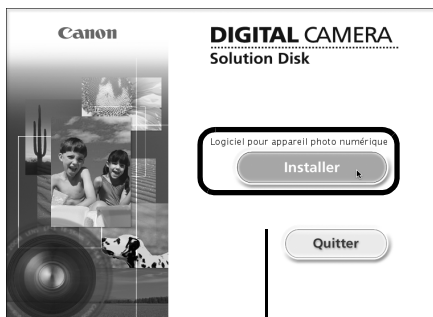 Canon
DIGITAL CAMERA
Solution Disk
Logiciel pour appareil photo numérique
Installer
Quitter